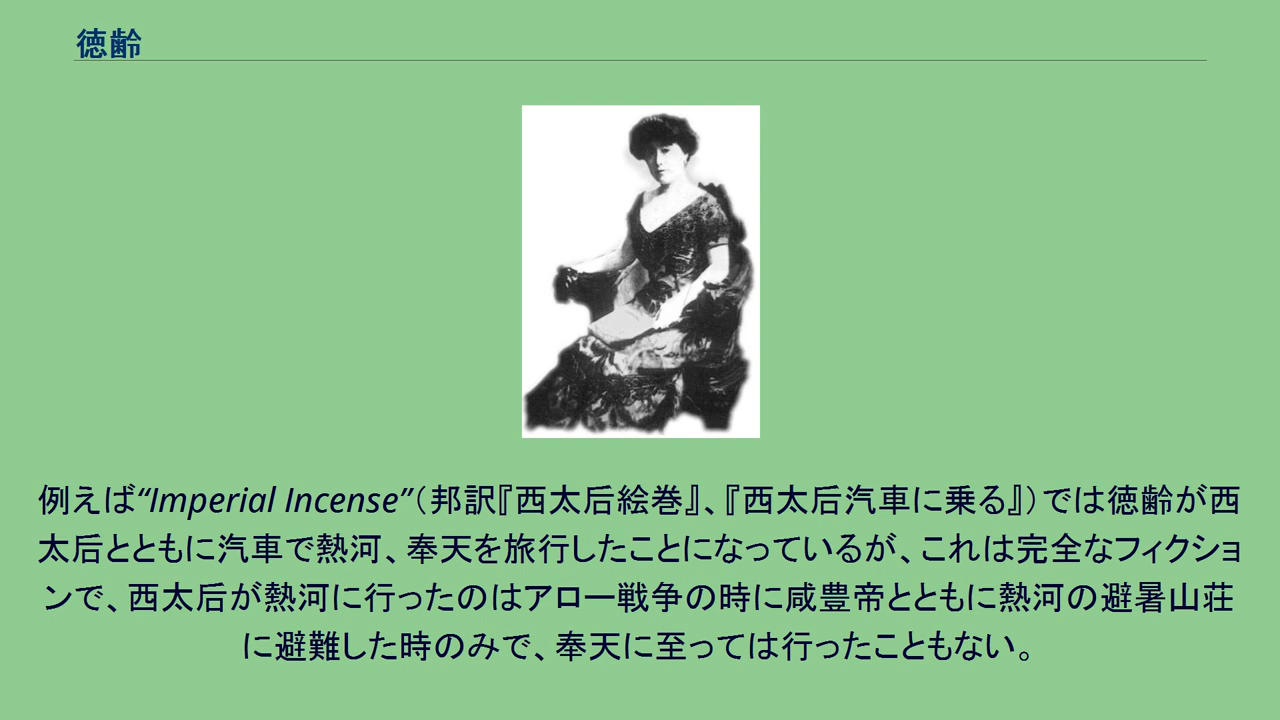 徳齢
例えば“Imperial Incense”（邦訳『西太后絵巻』、『西太后汽車に乗る』）では徳齢が西
太后とともに汽車で熱河、奉天を旅行したことになっているが、これは完全なフィクショ
ンで、西太后が熱河に行ったのはアロー戦争の時に咸豊帝とともに熱河の避暑山荘
に避難した時のみで、奉天に至っては行ったこともない。